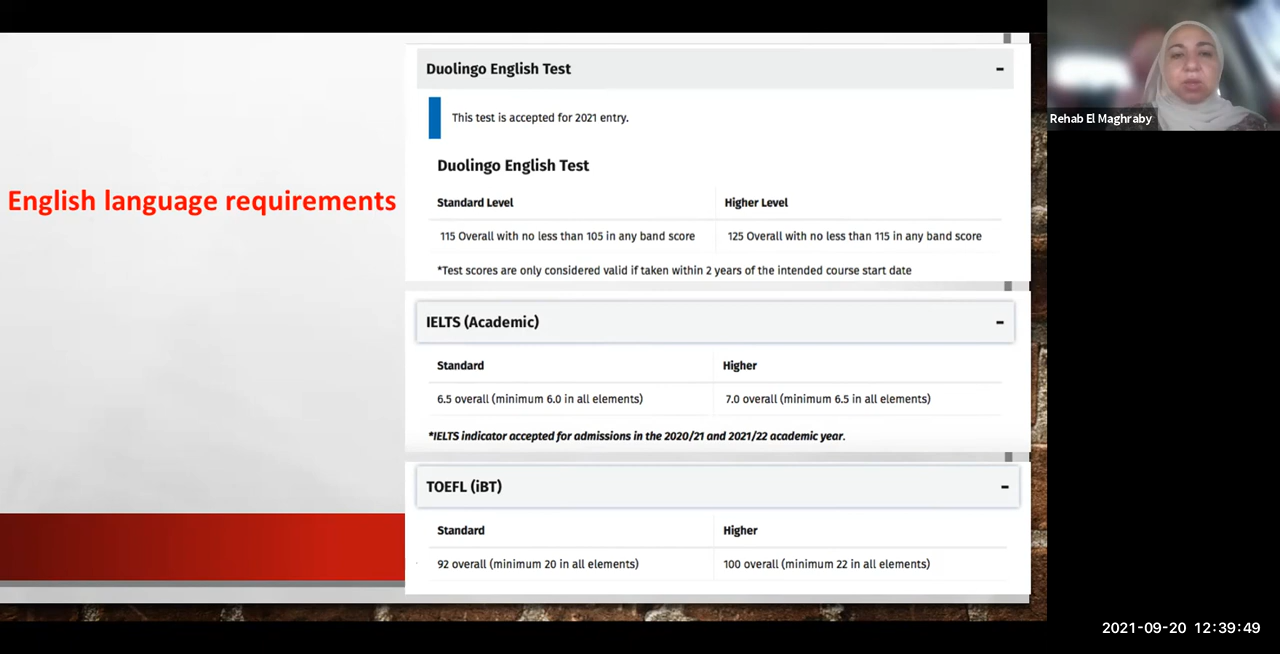 English language requirements
Duolingo English Test -
This test is accepted for 2021 entry.
Duolingo English Test
Standard Level Higher Level
115 Overall with no less than 105 in any band score 125 Overall with no less than 115 in any band score
*Test scores are only considered valid if taken within 2 years of the intended course start date
IELTS (Academic) -
Standard Higher
6.5 overall (minimum 6.0 in all elements) 7.0 overall (minimum 6.5 in all elements)
*IELTS indicator accepted for admissions in the 2020/21 and 2021/22 academic year.
TOEFL (iBT) -
Standard Higher
92 overall (minimum 20 in all elements) 100 overall (minimum 22 in all elements)
Rehab El Maghraby
2021-09-20 12:39:49